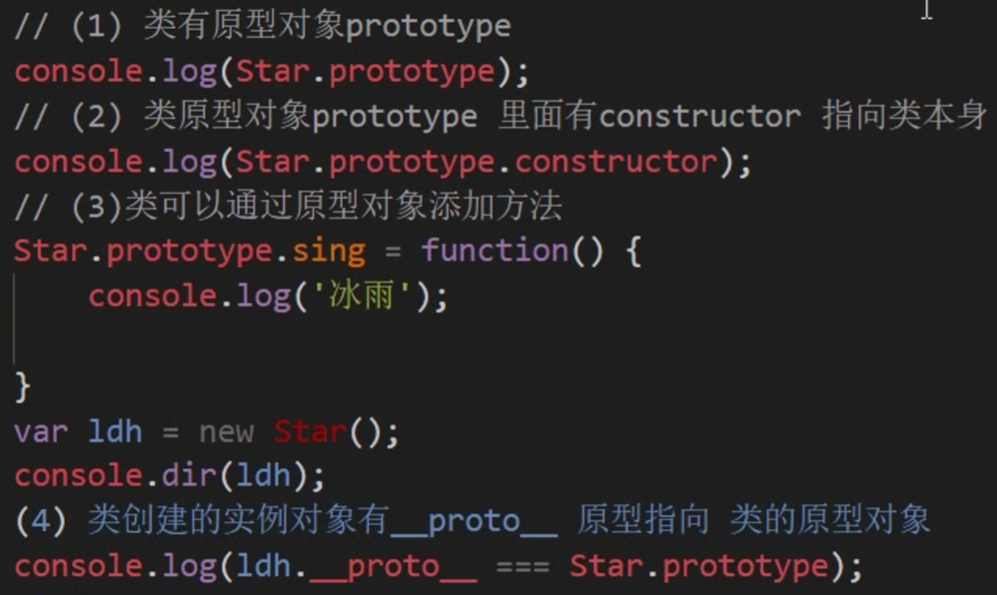 // (1) 类有原型对象prototype
console.log(Star.prototype);
// (2) 类原型对象prototype 里面有constructor 指向类本身
console.log(Star.prototype.constructor);
// (3)类可以通过原型对象添加方法
Star.prototype.sing = function() {
    console.log('冰雨');
}
var ldh = new Star();
console.dir(ldh);
(4) 类创建的实例对象有__proto__ 原型指向 类的原型对象
console.log(ldh.__proto__ === Star.prototype);